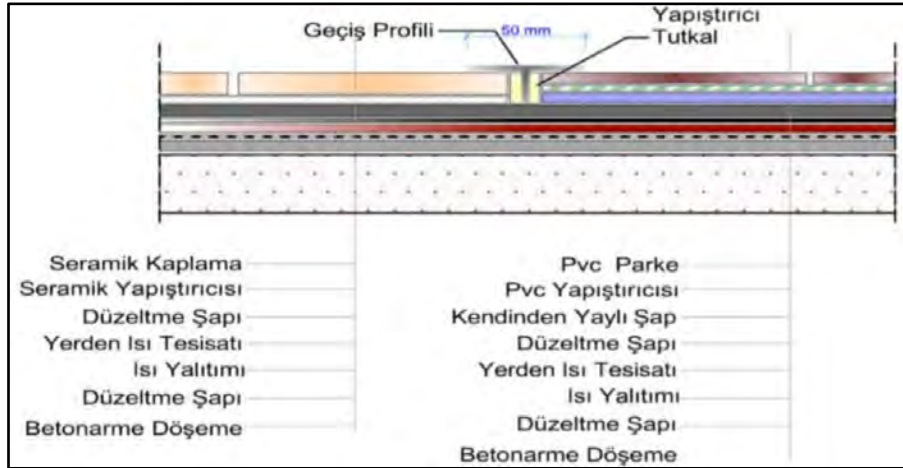 Geçiş Profili
50 mm
Yapıştırıcı
Tutkal
Seramik Kaplama
Seramik Yapıştırıcısı
Düzeltme Şapı
Yerden Isı Tesisatı
Isı Yalıtımı
Düzeltme Şapı
Betonarme Döşeme
Pvc Parke
Pvc Yapıştırıcısı
Kendinden Yaylı Şap
Düzeltme Şapı
Yerden Isı Tesisatı
Isı Yalıtımı
Düzeltme Şapı
Betonarme Döşeme